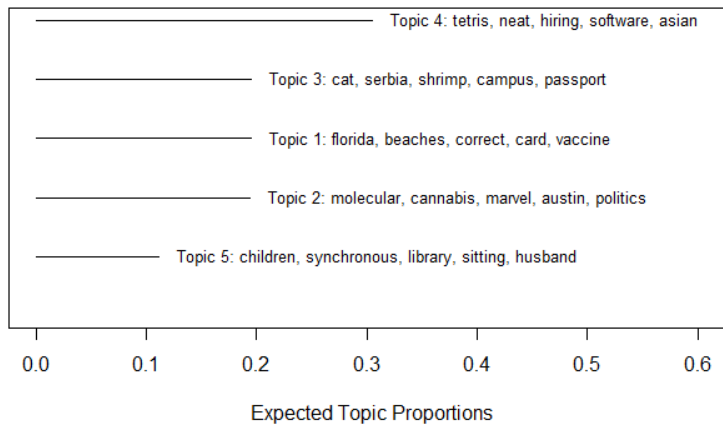 Topic 4: tetris, neat, hiring, software, asian
Topic 3: cat, serbia, shrimp, campus, passport
Topic 1: florida, beaches, correct, card, vaccine
Topic 2: molecular, cannabis, marvel, austin, politics
Topic 5: children, synchronous, library, sitting, husband
0.0 0.1 0.2 0.3 0.4 0.5 0.6
Expected Topic Proportions